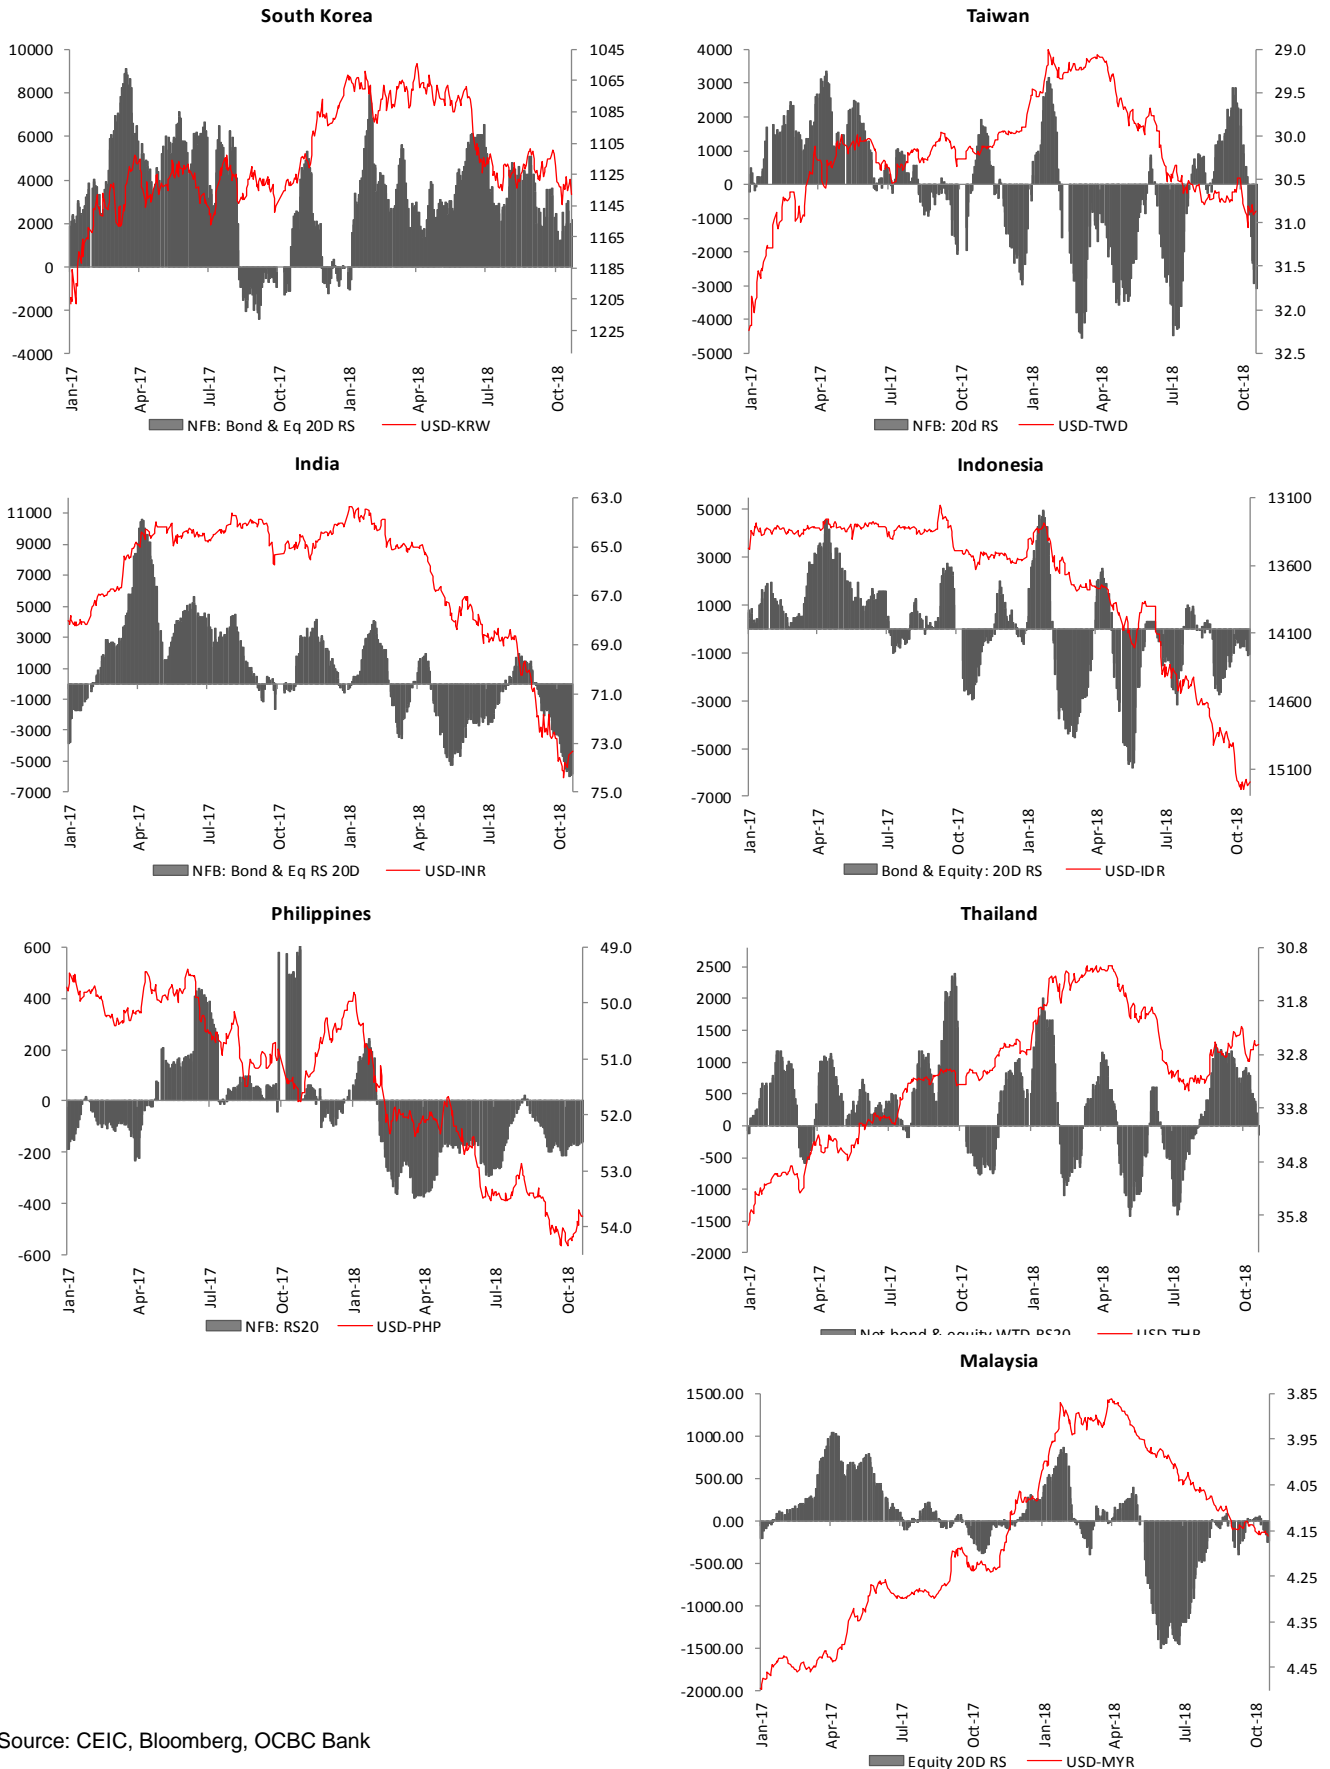 South Korea
10000
8000
6000
4000
2000
0
-2000
-4000
1045
1065
1085
1105
1125
1145
1165
1185
1205
1225
Jan-17
Apr-17
Jul-17
Oct-17
Jan-18
Apr-18
Jul-18
Oct-18
NFB: Bond & Eq 20D RS
USD-KRW
Taiwan
4000
3000
2000
1000
0
-1000
-2000
-3000
-4000
-5000
29.0
29.5
30.0
30.5
31.0
31.5
32.0
32.5
Jan-17
Apr-17
Jul-17
Oct-17
Jan-18
Apr-18
Jul-18
Oct-18
NFB: 20d RS
USD-TWD
India
11000
9000
7000
5000
3000
1000
-1000
-3000
-5000
-7000
63.0
65.0
67.0
69.0
71.0
73.0
75.0
Jan-17
Apr-17
Jul-17
Oct-17
Jan-18
Apr-18
Jul-18
Oct-18
NFB: Bond & Eq RS 20D
USD-INR
Indonesia
5000
3000
1000
-1000
-3000
-5000
-7000
13100
13600
14100
14600
15100
Jan-17
Apr-17
Jul-17
Oct-17
Jan-18
Apr-18
Jul-18
Oct-18
Bond & Equity: 20D RS
USD-IDR
Philippines
600
400
200
0
-200
-400
-600
49.0
50.0
51.0
52.0
53.0
54.0
Jan-17
Apr-17
Jul-17
Oct-17
Jan-18
Apr-18
Jul-18
Oct-18
NFB: RS20
USD-PHP
Thailand
2500
2000
1500
1000
500
0
-500
-1000
-1500
-2000
30.8
31.8
32.8
33.8
34.8
35.8
Jan-17
Apr-17
Jul-17
Oct-17
Jan-18
Apr-18
Jul-18
Oct-18
Net bond & equity WTD RS20
USD-THB
Malaysia
1500.00
1000.00
500.00
0.00
-500.00
-1000.00
-1500.00
-2000.00
3.85
3.95
4.05
4.15
4.25
4.35
4.45
Jan-17
Apr-17
Jul-17
Oct-17
Jan-18
Apr-18
Jul-18
Oct-18
Equity 20D RS
USD-MYR
Source: CEIC, Bloomberg, OCBC Bank